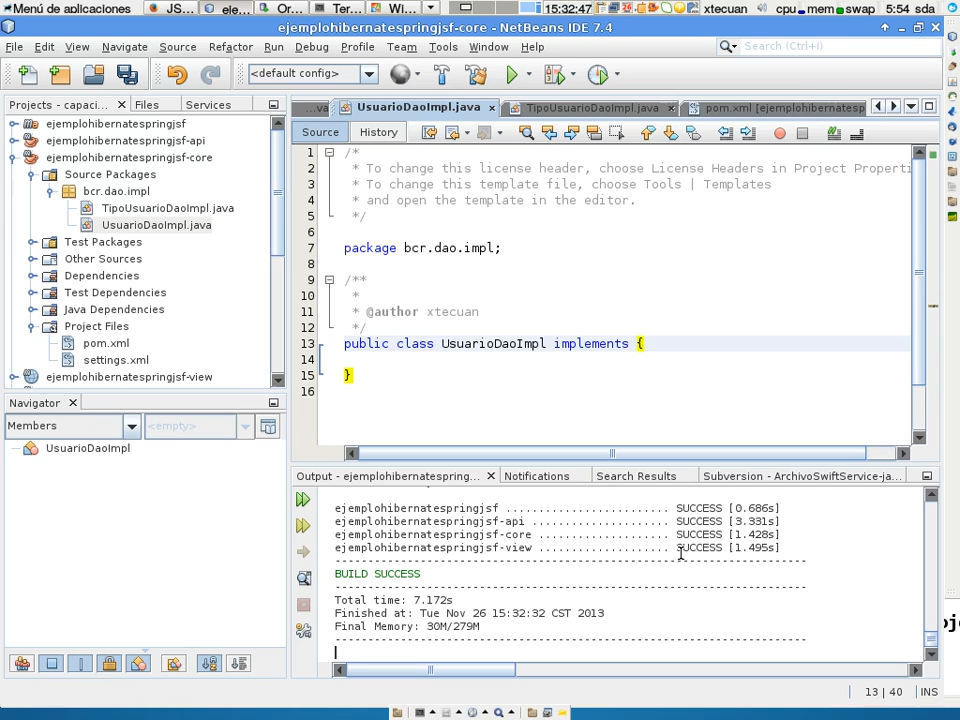 Menú de aplicaciones
JS...
ele...
Or...
Ter...
Wi...
15:32:47
xtecuan
cpu
mem
swap
5:54
sda
ejemplohibernatespringjsf-core - NetBeans IDE 7.4
File Edit View Navigate Source Refactor Run Debug Profile Team Tools Window Help
Search (Ctrl+I)
<default config>
Projects - capaci...
Files
Services
ejemplohibernatespringjsf
ejemplohibernatespringjsf-api
ejemplohibernatespringjsf-core
Source Packages
bcr.dao.impl
TipoUsuarioDaoImpl.java
UsuarioDaoImpl.java
Test Packages
Other Sources
Dependencies
Test Dependencies
Java Dependencies
Project Files
pom.xml
settings.xml
ejemplohibernatespringjsf-view
Navigator
Members
<empty>
UsuarioDaoImpl
...va
UsuarioDaoImpl.java
TipoUsuarioDaoImpl.java
pom.xml [ejemplohibernatesp
Source
History
1 /*
2 * To change this license header, choose License Headers in Project Properti
3 * To change this template file, choose Tools | Templates
4 * and open the template in the editor.
5 */
6
7 package bcr.dao.impl;
8
9 /**
10 *
11 * @author xtecuan
12 */
13 public class UsuarioDaoImpl implements {
14
15 }
16
Output - ejemplohibernatespring...
Notifications
Search Results
Subversion - ArchivoSwiftService-ja...
ejemplohibernatespringjsf ........................ SUCCESS [0.686s]
ejemplohibernatespringjsf-api .................... SUCCESS [3.331s]
ejemplohibernatespringjsf-core ................... SUCCESS [1.428s]
ejemplohibernatespringjsf-view ................... SUCCESS [1.495s]
------------------------------------------------------------------------
BUILD SUCCESS
------------------------------------------------------------------------
Total time: 7.172s
Finished at: Tue Nov 26 15:32:32 CST 2013
Final Memory: 30M/279M
------------------------------------------------------------------------
13 | 40
INS